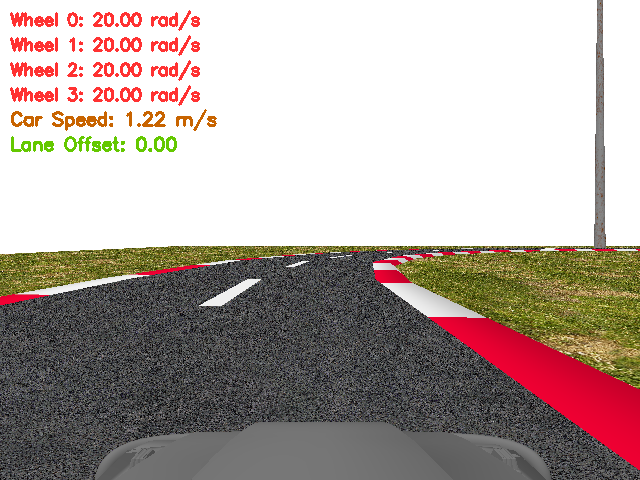 Wheel 0: 20.00 rad/s
Wheel 1: 20.00 rad/s
Wheel 2: 20.00 rad/s
Wheel 3: 20.00 rad/s
Car Speed: 1.22 m/s
Lane Offset: 0.00